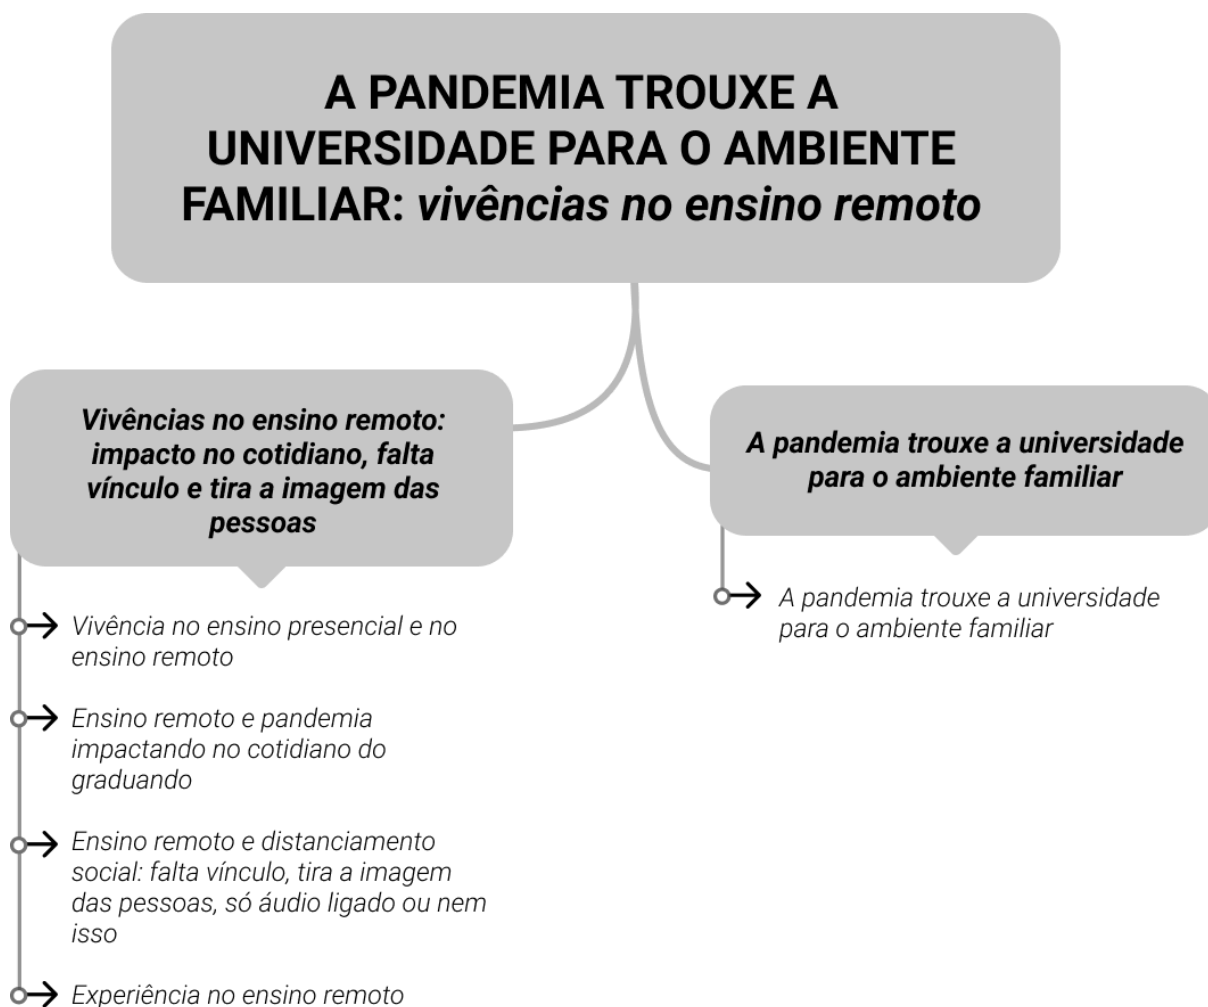 A PANDEMIA TROUXE A
UNIVERSIDADE PARA O AMBIENTE
FAMILIAR: vivências no ensino remoto
Vivências no ensino remoto:
impacto no cotidiano, falta
vínculo e tira a imagem das
pessoas
Vivência no ensino presencial e no
ensino remoto
Ensino remoto e pandemia
impactando no cotidiano do
graduando
Ensino remoto e distanciamento
social: falta vínculo, tira a imagem
das pessoas, só áudio ligado ou nem
isso
Experiência no ensino remoto
A pandemia trouxe a universidade
para o ambiente familiar
A pandemia trouxe a universidade
para o ambiente familiar